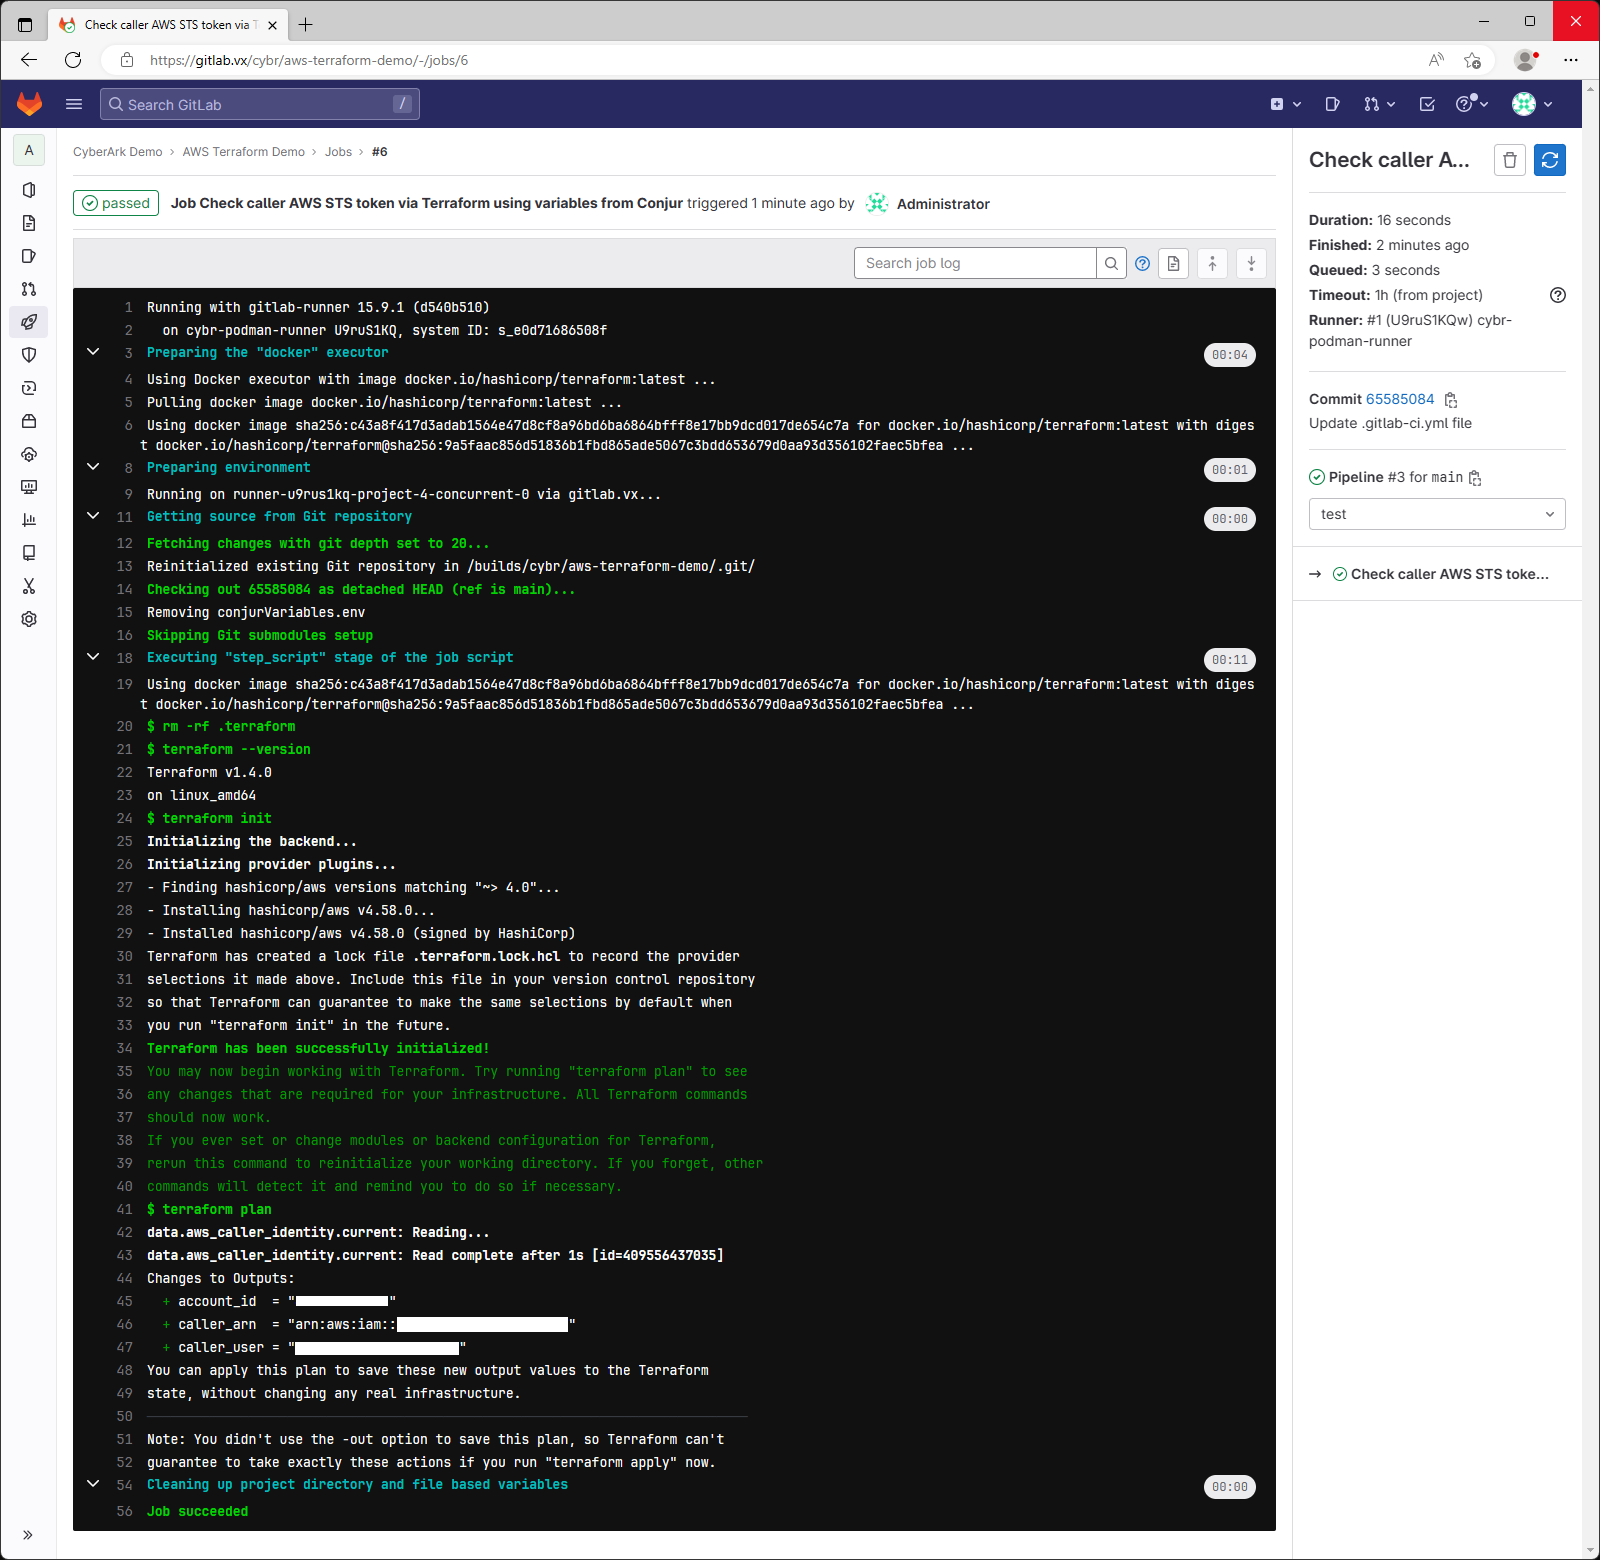 Check caller AWS STS token via T
https://gitlab.vx/cybr/aws-terraform-demo/-/jobs/6
Search GitLab
/
A
CyberArk Demo › AWS Terraform Demo › Jobs › #6
passed Job Check caller AWS STS token via Terraform using variables from Conjur triggered 1 minute ago by Administrator
Search job log
1 Running with gitlab-runner 15.9.1 (d540b510)
2 on cybr-podman-runner U9ruS1KQ, system ID: s_e0d71686508f
3 Preparing the "docker" executor 00:04
4 Using Docker executor with image docker.io/hashicorp/terraform:latest ...
5 Pulling docker image docker.io/hashicorp/terraform:latest ...
6 Using docker image sha256:c43a8f417d3adab1564e47d8cf8a96bd6ba6864bfff8e17bb9dcd017de654c7a for docker.io/hashicorp/terraform:latest with diges
t docker.io/hashicorp/terraform@sha256:9a5faac856d51836b1fbd865ade5067c3bdd653679d0aa93d356102faec5bfea ...
8 Preparing environment 00:01
9 Running on runner-u9rus1kq-project-4-concurrent-0 via gitlab.vx...
11 Getting source from Git repository 00:00
12 Fetching changes with git depth set to 20...
13 Reinitialized existing Git repository in /builds/cybr/aws-terraform-demo/.git/
14 Checking out 65585084 as detached HEAD (ref is main)...
15 Removing conjurVariables.env
16 Skipping Git submodules setup
18 Executing "step_script" stage of the job script 00:11
19 Using docker image sha256:c43a8f417d3adab1564e47d8cf8a96bd6ba6864bfff8e17bb9dcd017de654c7a for docker.io/hashicorp/terraform:latest with diges
t docker.io/hashicorp/terraform@sha256:9a5faac856d51836b1fbd865ade5067c3bdd653679d0aa93d356102faec5bfea ...
20 $ rm -rf .terraform
21 $ terraform --version
22 Terraform v1.4.0
23 on linux_amd64
24 $ terraform init
25 Initializing the backend...
26 Initializing provider plugins...
27 - Finding hashicorp/aws versions matching "~> 4.0"...
28 - Installing hashicorp/aws v4.58.0...
29 - Installed hashicorp/aws v4.58.0 (signed by HashiCorp)
30 Terraform has created a lock file .terraform.lock.hcl to record the provider
31 selections it made above. Include this file in your version control repository
32 so that Terraform can guarantee to make the same selections by default when
33 you run "terraform init" in the future.
34 Terraform has been successfully initialized!
35 You may now begin working with Terraform. Try running "terraform plan" to see
36 any changes that are required for your infrastructure. All Terraform commands
37 should now work.
38 If you ever set or change modules or backend configuration for Terraform,
39 rerun this command to reinitialize your working directory. If you forget, other
40 commands will detect it and remind you to do so if necessary.
41 $ terraform plan
42 data.aws_caller_identity.current: Reading...
43 data.aws_caller_identity.current: Read complete after 1s [id=409556437035]
44 Changes to Outputs:
45 + account_id = ""
46 + caller_arn = "arn:aws:iam::"
47 + caller_user = ""
48 You can apply this plan to save these new output values to the Terraform
49 state, without changing any real infrastructure.
50
51 Note: You didn't use the -out option to save this plan, so Terraform can't
52 guarantee to take exactly these actions if you run "terraform apply" now.
54 Cleaning up project directory and file based variables 00:00
56 Job succeeded
Check caller A...
Duration: 16 seconds
Finished: 2 minutes ago
Queued: 3 seconds
Timeout: 1h (from project)
Runner: #1 (U9ruS1KQw) cybr-
podman-runner
Commit 65585084
Update .gitlab-ci.yml file
Pipeline #3 for main
test
→ Check caller AWS STS toke...